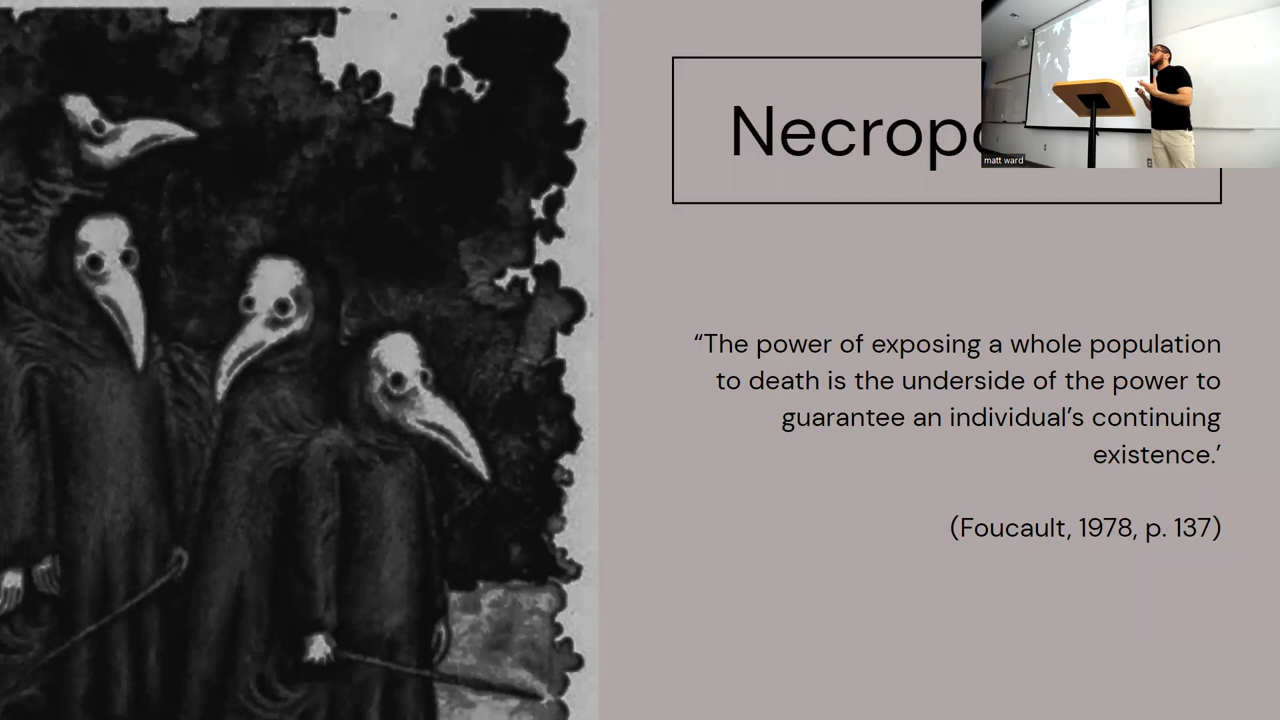 matt ward
“The power of exposing a whole population
to death is the underside of the power to
guarantee an individual’s continuing
existence.’
(Foucault, 1978, p. 137)